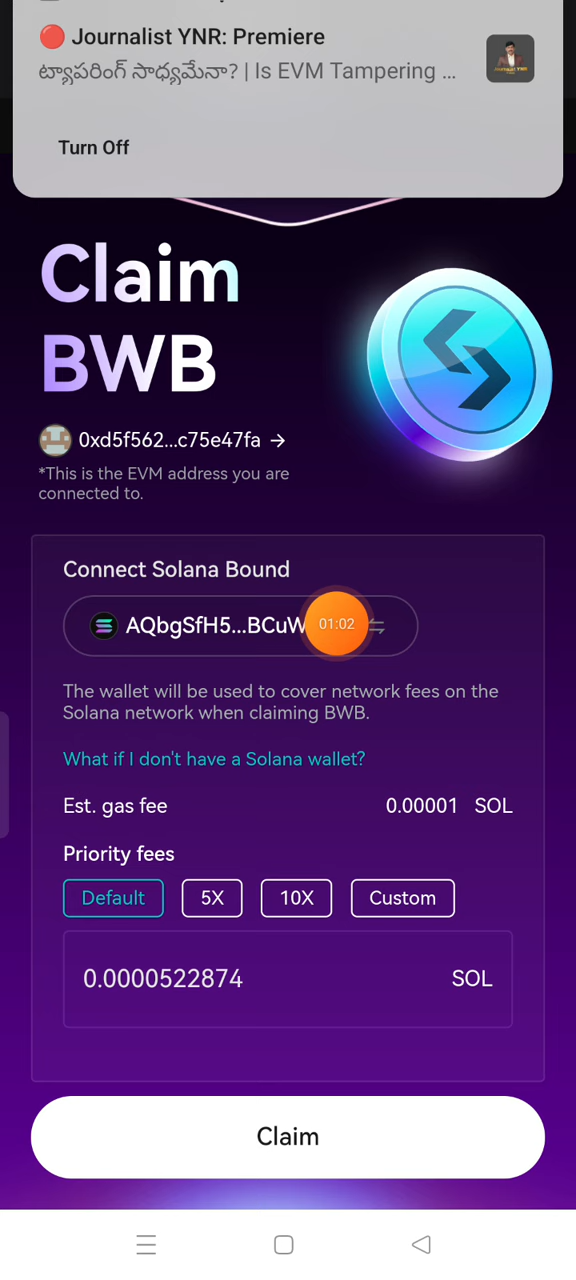 Journalist YNR: Premiere
ట్యాపరింగ్ సాధ్యమేనా? | Is EVM Tampering ...
Turn Off
Claim
BWB
0xd5f562...c75e47fa →
*This is the EVM address you are
connected to.
Connect Solana Bound
AQbgSfH5...BCuW
01:02
The wallet will be used to cover network fees on the
Solana network when claiming BWB.
What if I don't have a Solana wallet?
Est. gas fee 0.00001 SOL
Priority fees
Default 5X 10X Custom
0.0000522874 SOL
Claim